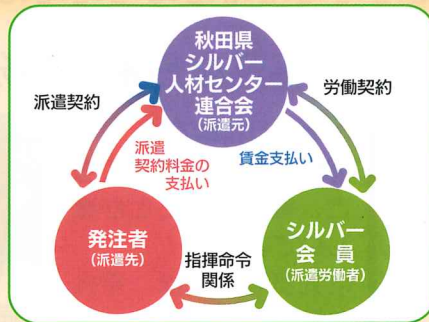 秋田県
シルバー
人材センター
連合会
(派遣元)
派遣契約
労働契約
派遣
契約料金の
支払い
賃金支払い
発注者
(派遣先)
指揮命令
関係
シルバー
会員
(派遣労働者)